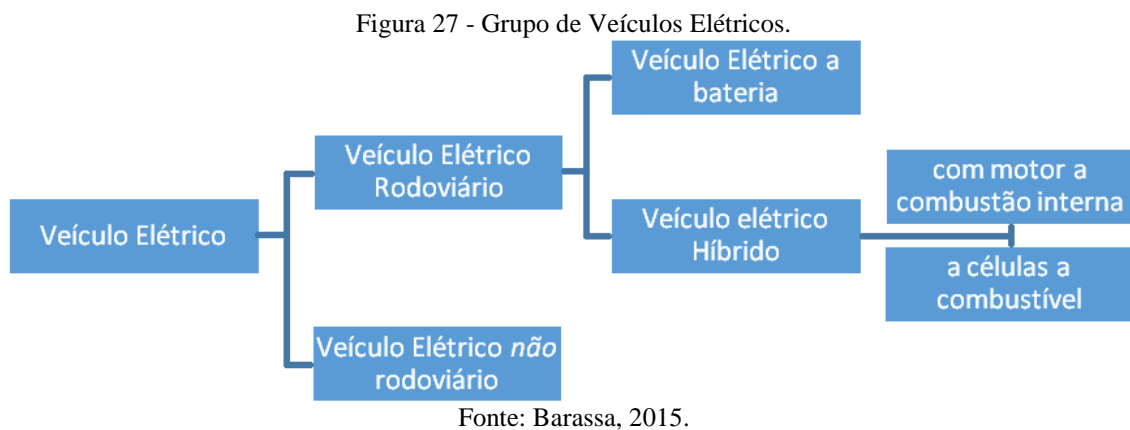 Figura 27 - Grupo de Veículos Elétricos.
Veículo Elétrico
Veículo Elétrico
Rodoviário
Veículo Elétrico não
rodoviário
Veículo Elétrico a
bateria
Veículo elétrico
Híbrido
com motor a
combustão interna
a células a
combustível
Fonte: Barassa, 2015.